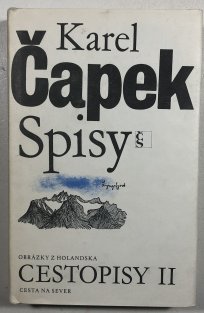 Karel
Čapek
Spisy
čs
OBRÁZKY Z HOLANDSKA
CESTOPISY II
CESTA NA SEVER